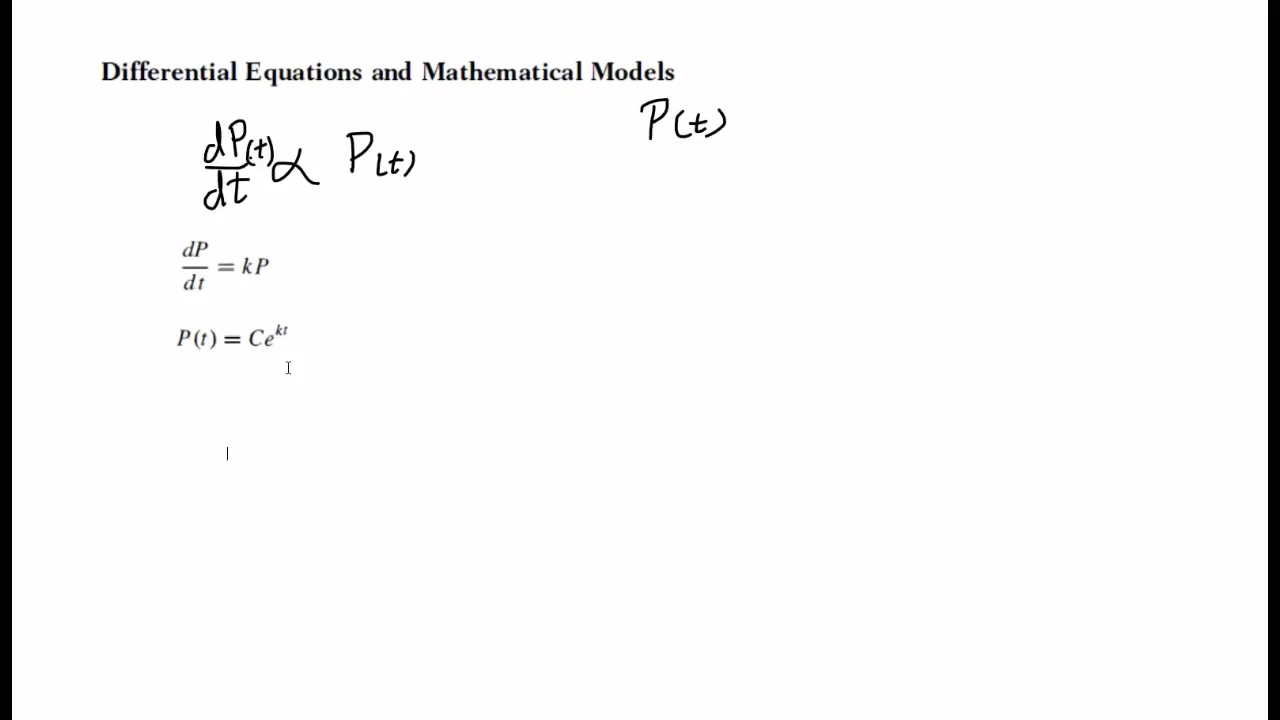 Differential Equations and Mathematical Models
P(t)
dP(t)/dt ∝ P(t)
dP/dt = kP
P(t) = Ce^{kt}